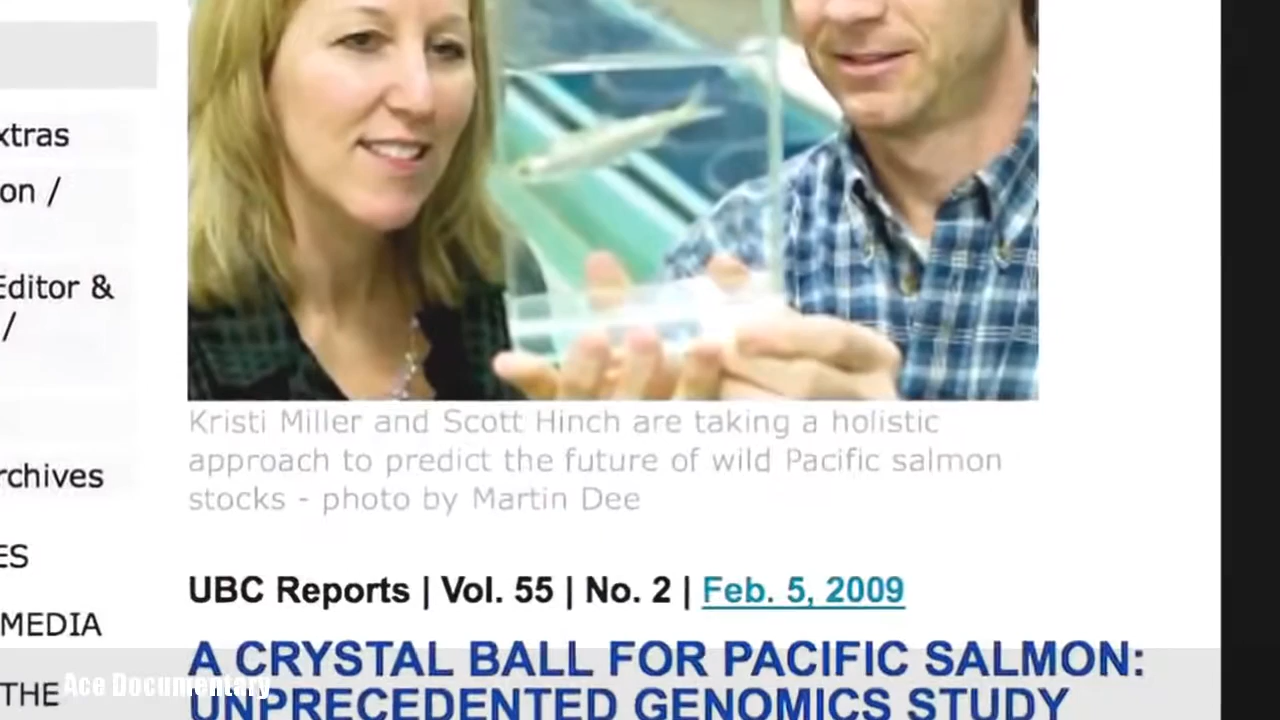 xtras
on /
Editor &
/
rchives
ES
MEDIA
THE
Kristi Miller and Scott Hinch are taking a holistic
approach to predict the future of wild Pacific salmon
stocks - photo by Martin Dee
UBC Reports | Vol. 55 | No. 2 | Feb. 5, 2009
A CRYSTAL BALL FOR PACIFIC SALMON:
UNPRECEDENTED GENOMICS STUDY
Ace Documentary